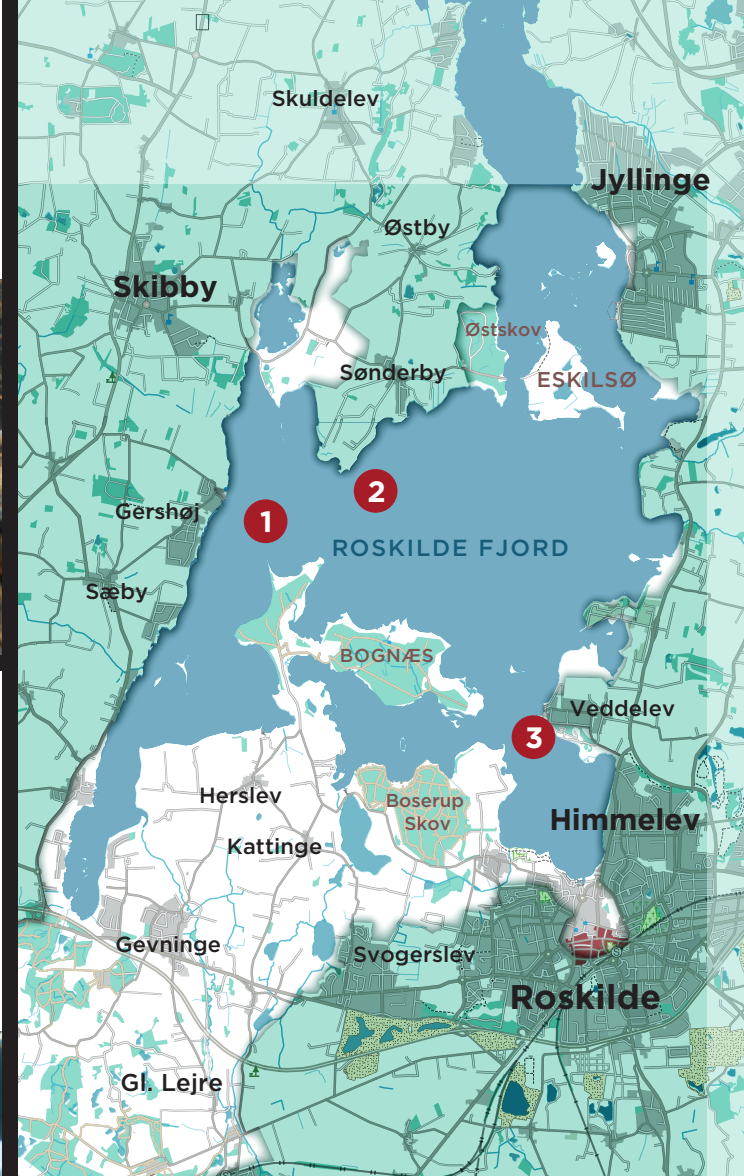 Skuldelev
Jyllinge
Østby
Skibby
Østskov
Sønderby
ESKILSØ
2
Gershøj
1
ROSKILDE FJORD
Sæby
BOGNÆS
Veddelev
3
Herslev
Boserup
Skov
Himmelev
Kattinge
Gevninge
Svogerslev
Roskilde
Gl. Lejre